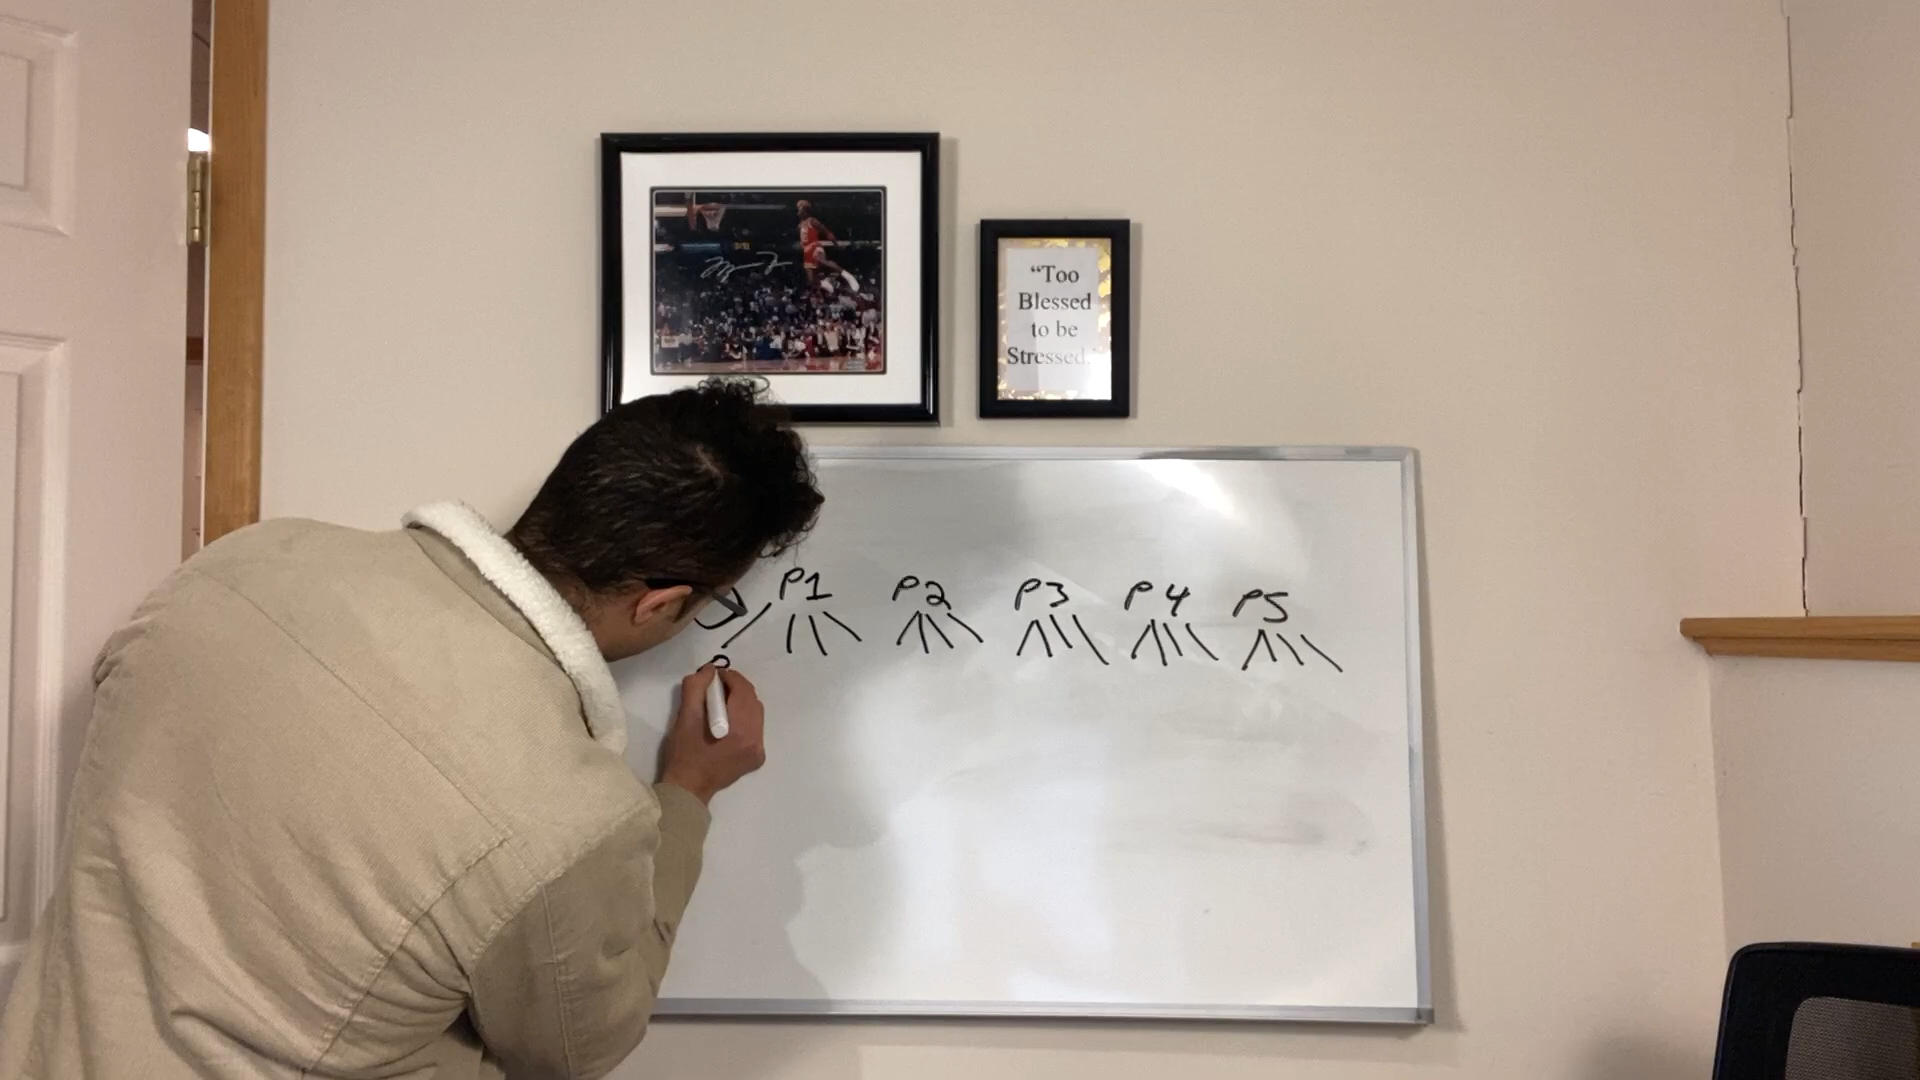 “Too
Blessed
to be
Stressed.”
P1 P2 P3 P4 P5